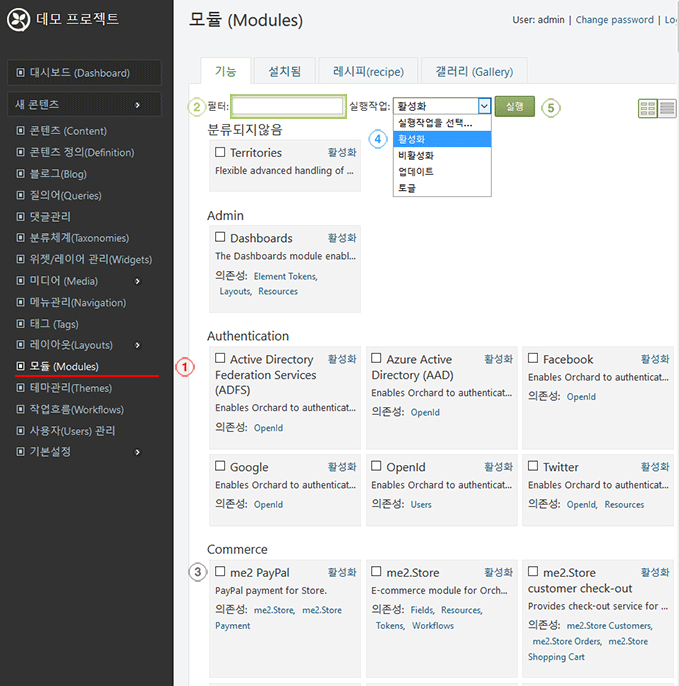 데모 프로젝트
대시보드 (Dashboard)
새 콘텐츠
콘텐츠 (Content)
콘텐츠 정의(Definition)
블로그(Blog)
질의어(Queries)
댓글관리
분류체계(Taxonomies)
위젯/레이어 관리(Widgets)
미디어 (Media)
메뉴관리(Navigation)
태그 (Tags)
레이아웃(Layouts)
모듈 (Modules)
테마관리(Themes)
작업흐름(Workflows)
사용자(Users) 관리
기본설정
모듈 (Modules)
User: admin | Change password | Lo
기능 설치됨 레시피(recipe) 갤러리 (Gallery)
2 필터: 실행작업: 활성화 실행 5
실행작업을 선택...
4 활성화
비활성화
업데이트
토글
분류되지않음
Territories 활성화
Flexible advanced handling of ...
Admin
Dashboards 활성화
The Dashboards module enabl...
의존성: Element Tokens,
Layouts, Resources
Authentication
1
Active Directory 활성화
Federation Services
(ADFS)
Enables Orchard to authenticat...
의존성: OpenId
Azure Active 활성화
Directory (AAD)
Enables Orchard to authenticat...
의존성: OpenId
Facebook 활성화
Enables Orchard to authenticat...
의존성: OpenId
Google 활성화
Enables Orchard to authenticat...
의존성: OpenId
OpenId 활성화
Enables Orchard to authenticat...
의존성: Users
Twitter 활성화
Enables Orchard to authenticat...
의존성: OpenId, Resources
Commerce
3
me2 PayPal 활성화
PayPal payment for Store.
의존성: me2.Store, me2.Store
Payment
me2.Store 활성화
E-commerce module for Orch...
의존성: Fields, Resources,
Tokens, Workflows
me2.Store 활성화
customer check-out
Provides check-out service for ...
의존성: me2.Store Customers,
me2.Store Orders, me2.Store
Shopping Cart